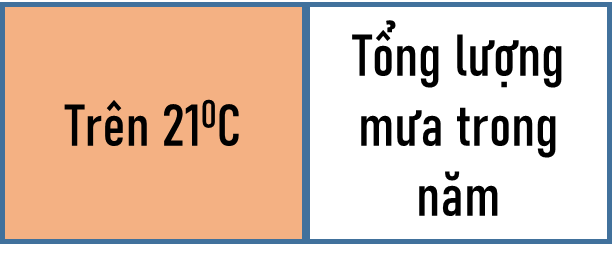 Trên 21⁰C
Tổng lượng
mưa trong
năm